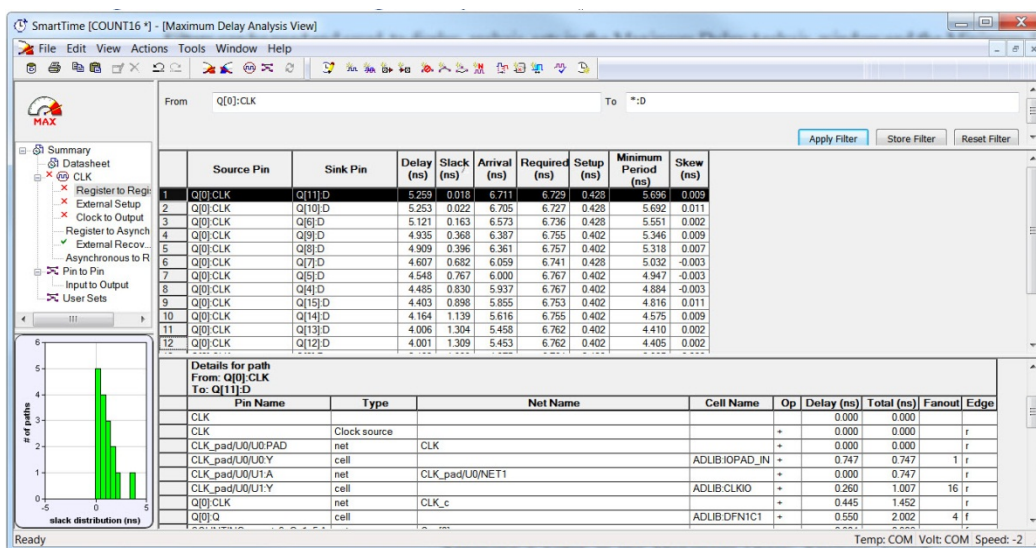 SmartTime [COUNT16 *] - [Maximum Delay Analysis View]
File Edit View Actions Tools Window Help
MAX
From Q[0]:CLK To *:D
Apply Filter Store Filter Reset Filter
Summary
Datasheet
CLK
Register to Regi
External Setup
Clock to Output
Register to Asynch
External Recov...
Asynchronous to R
Pin to Pin
Input to Output
User Sets
Source Pin Sink Pin Delay (ns) Slack (ns) Arrival (ns) Required (ns) Setup (ns) Minimum Period (ns) Skew (ns)
1 Q[0]:CLK Q[11]:D 5.259 0.018 6.711 6.729 0.428 5.696 0.009
2 Q[0]:CLK Q[10]:D 5.253 0.022 6.705 6.727 0.428 5.692 0.011
3 Q[0]:CLK Q[6]:D 5.121 0.163 6.573 6.736 0.428 5.551 0.002
4 Q[0]:CLK Q[9]:D 4.935 0.368 6.387 6.755 0.402 5.346 0.009
5 Q[0]:CLK Q[8]:D 4.909 0.396 6.361 6.757 0.402 5.318 0.007
6 Q[0]:CLK Q[7]:D 4.607 0.682 6.059 6.741 0.428 5.032 -0.003
7 Q[0]:CLK Q[5]:D 4.548 0.767 6.000 6.767 0.402 4.947 -0.003
8 Q[0]:CLK Q[4]:D 4.485 0.830 5.937 6.767 0.402 4.884 -0.003
9 Q[0]:CLK Q[15]:D 4.403 0.898 5.855 6.753 0.402 4.816 0.011
10 Q[0]:CLK Q[14]:D 4.164 1.139 5.616 6.755 0.402 4.575 0.009
11 Q[0]:CLK Q[13]:D 4.006 1.304 5.458 6.762 0.402 4.410 0.002
12 Q[0]:CLK Q[12]:D 4.001 1.309 5.453 6.762 0.402 4.405 0.002
# of paths
6
5
4
3
2
1
0
-5 0 5
slack distribution (ns)
Details for path
From: Q[0]:CLK
To: Q[11]:D
Pin Name Type Net Name Cell Name Op Delay (ns) Total (ns) Fanout Edge
CLK 0.000 0.000
CLK Clock source + 0.000 0.000 r
CLK_pad/U0/U0:PAD net CLK + 0.000 0.000 r
CLK_pad/U0/U0:Y cell ADLIB:IOPAD_IN + 0.747 0.747 1 r
CLK_pad/U0/U1:A net CLK_pad/U0/NET1 + 0.000 0.747 r
CLK_pad/U0/U1:Y cell ADLIB:CLKIO + 0.260 1.007 16 r
Q[0]:CLK net CLK_c + 0.445 1.452 r
Q[0]:Q cell ADLIB:DFN1C1 + 0.550 2.002 4 f
Ready
Temp: COM Volt: COM Speed: -2